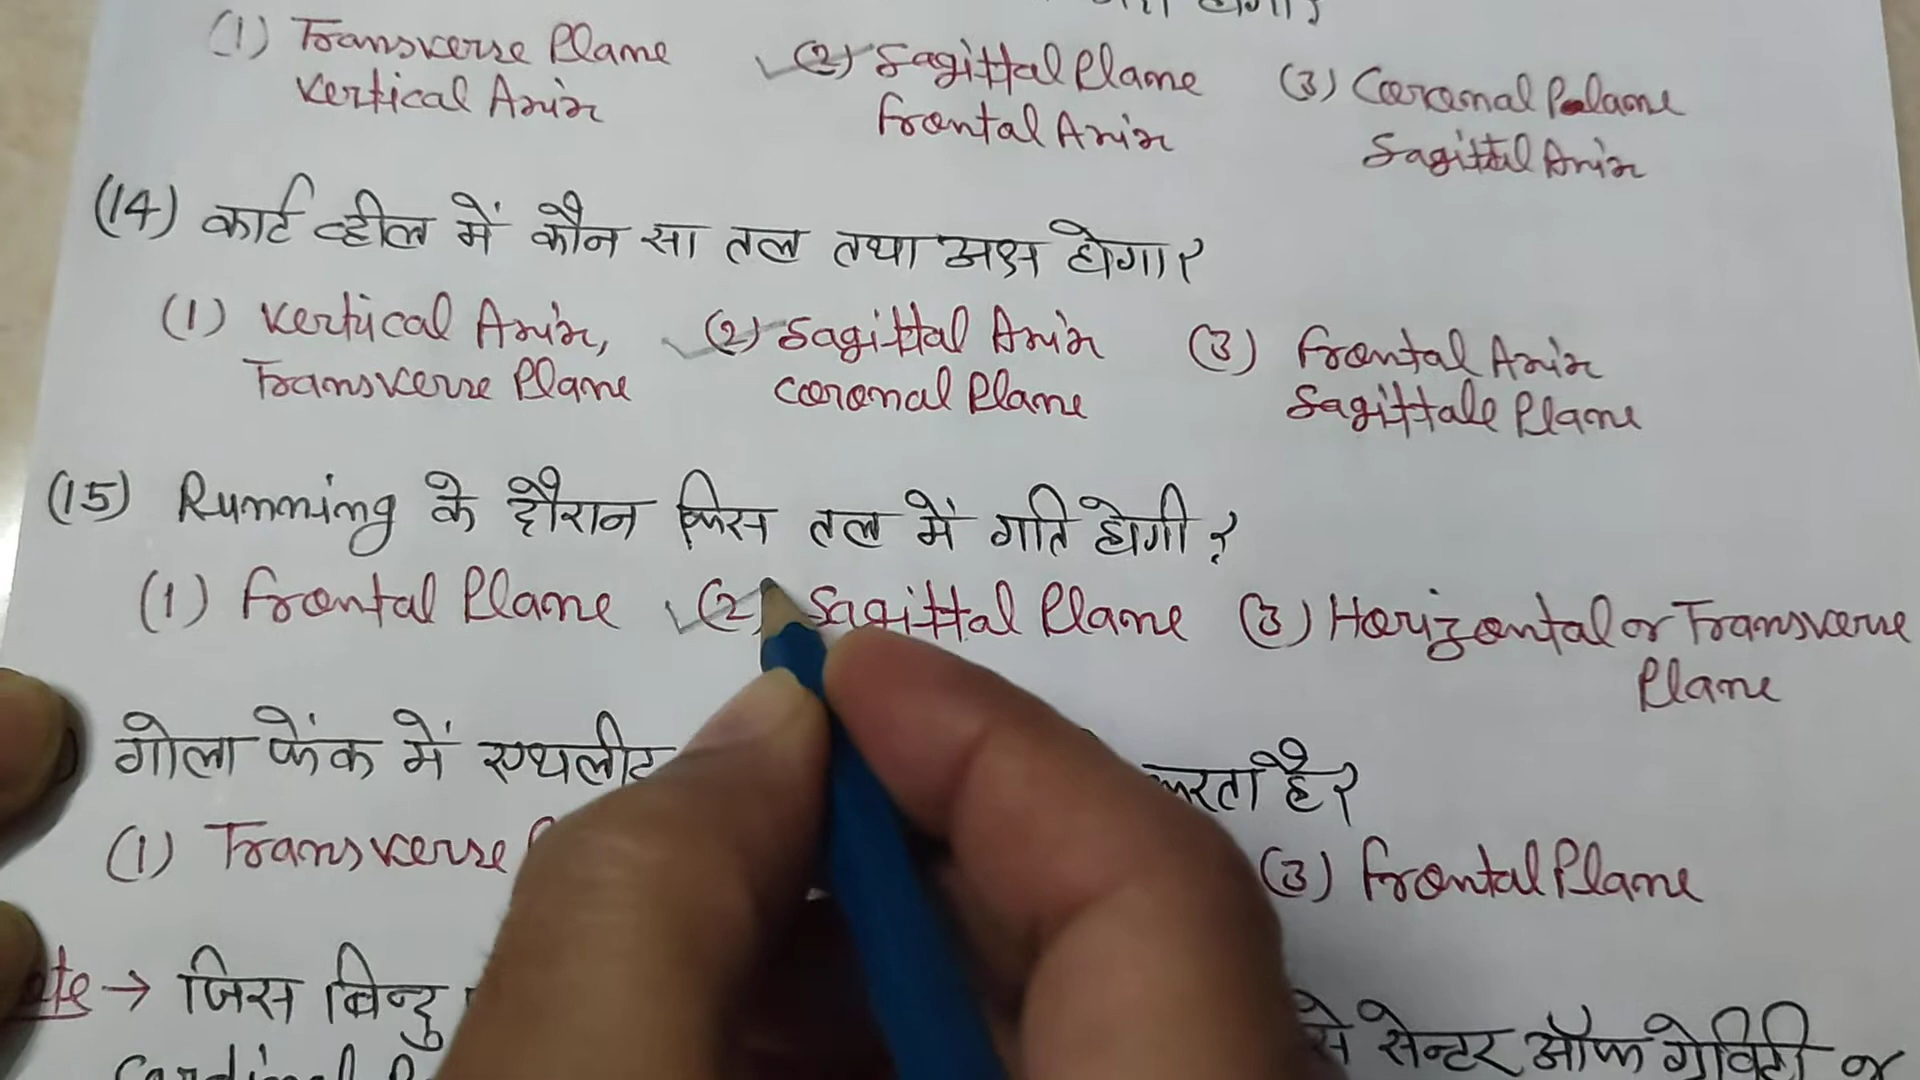 होगा?
(1) Transverse Plane (2) Sagittal Plane (3) Coronal Plane
Vertical Axis Frontal Axis Sagittal Axis
(14) कार्ट व्हील में कौन सा तल तथा अक्ष होगा?
(1) Vertical Axis, (2) Sagittal Axis (3) Frontal Axis
Transverse Plane Coronal Plane Sagittale Plane
(15) Running के दौरान किस तल में गति होगी?
(1) Frontal Plane (2) Sagittal Plane (3) Horizontal or Transverse
Plane
गोला फेंक में एथलीट करता है?
(1) Transverse (3) Frontal Plane
→ जिस बिन्दु से सेन्टर ऑफ ग्रेविटी